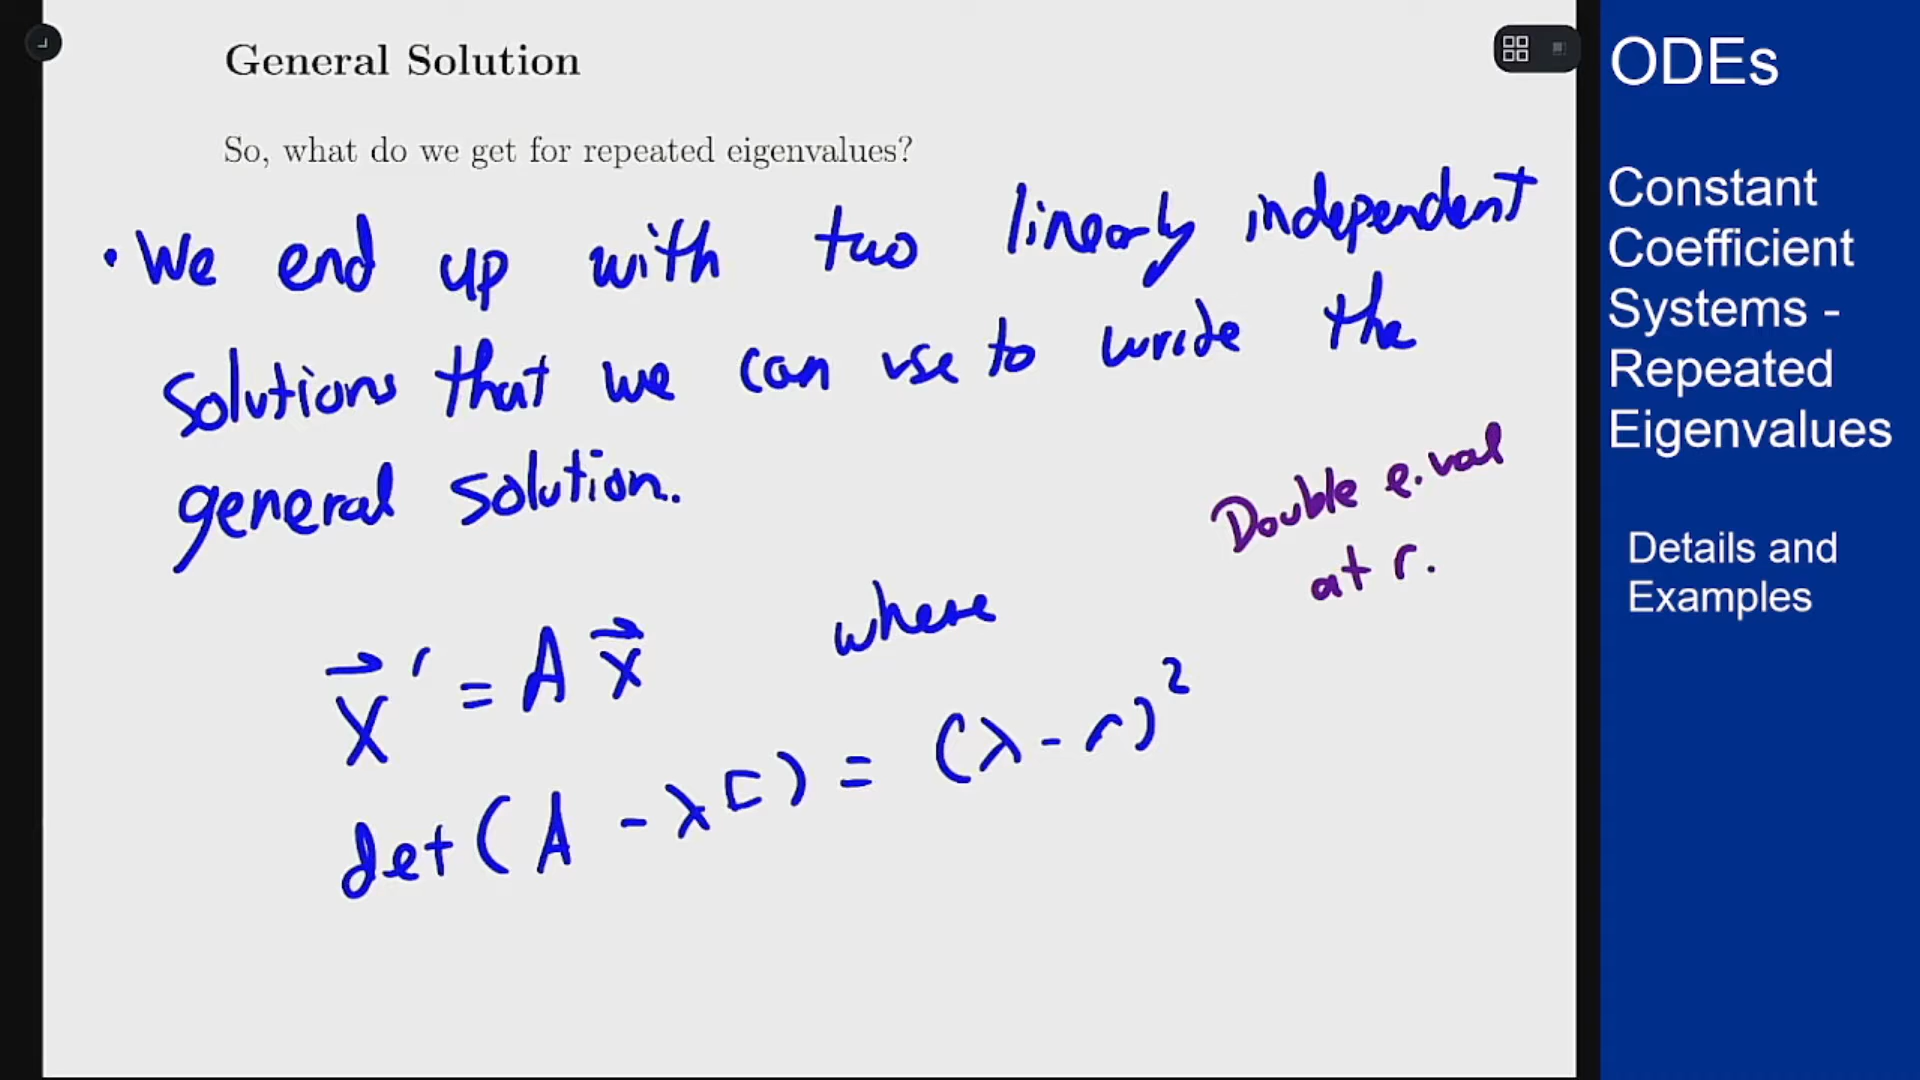 General Solution
So, what do we get for repeated eigenvalues?
• We end up with two linearly independent
solutions that we can use to write the
general solution.
Double e.val
at r.
x⃗' = A x⃗ where
det(A - λI) = (λ - r)²
ODEs
Constant
Coefficient
Systems -
Repeated
Eigenvalues
Details and
Examples